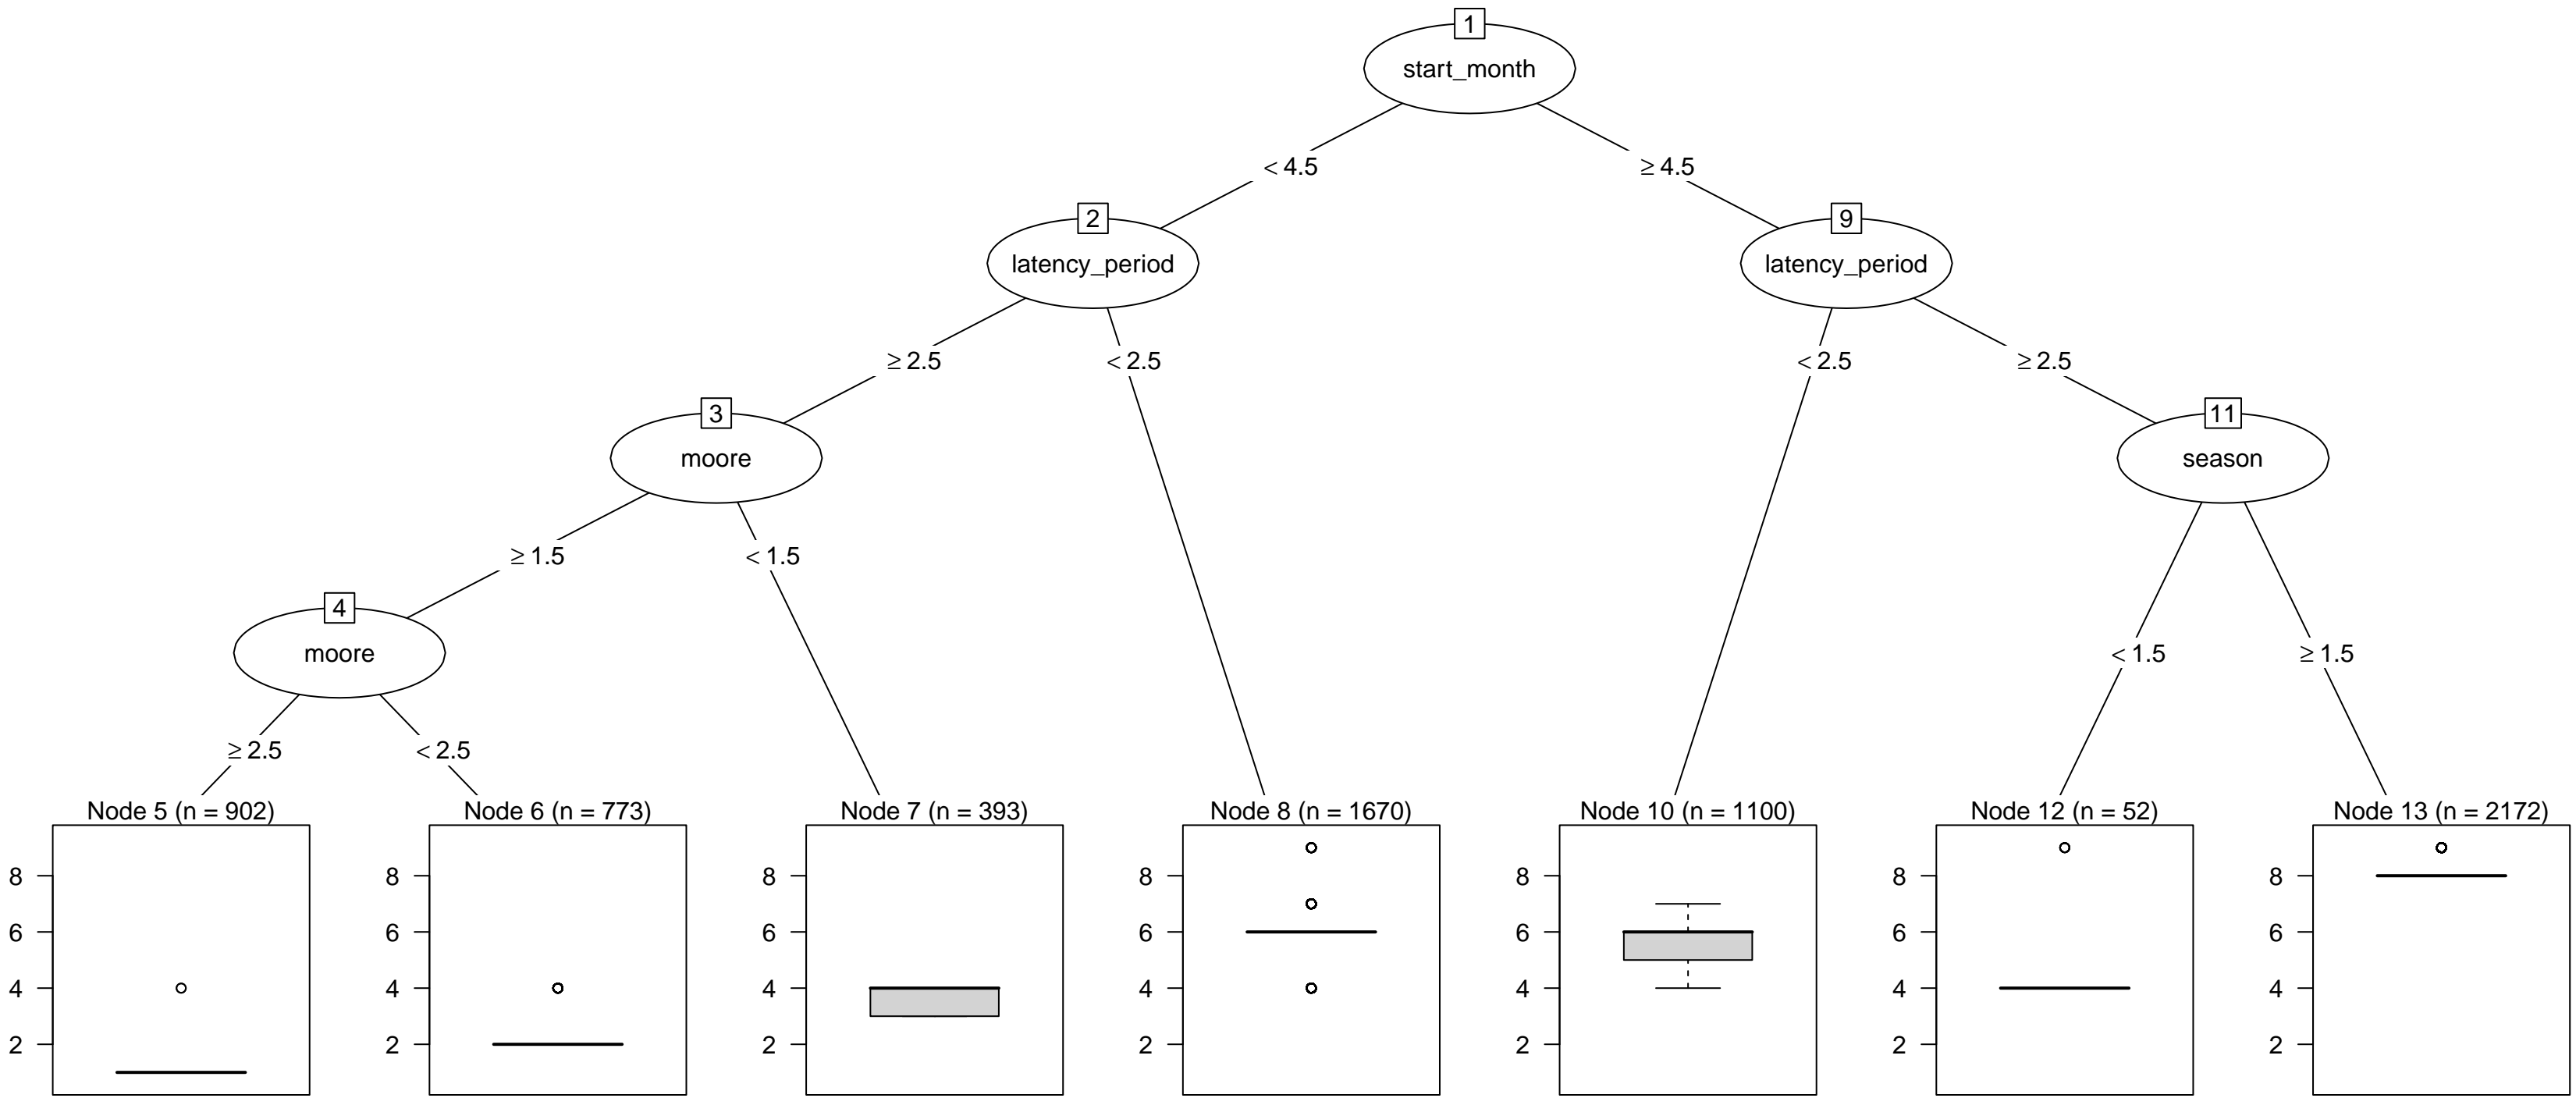 1
start_month
< 4.5
≥ 4.5
2
latency_period
9
latency_period
≥ 2.5
< 2.5
< 2.5
≥ 2.5
3
moore
11
season
≥ 1.5
< 1.5
4
moore
< 1.5
≥ 1.5
≥ 2.5
< 2.5
Node 5 (n = 902)
Node 6 (n = 773)
Node 7 (n = 393)
Node 8 (n = 1670)
Node 10 (n = 1100)
Node 12 (n = 52)
Node 13 (n = 2172)
8 8 8 8 8 8 8
6 6 6 6 6 6 6
4 4 4 4 4 4 4
2 2 2 2 2 2 2